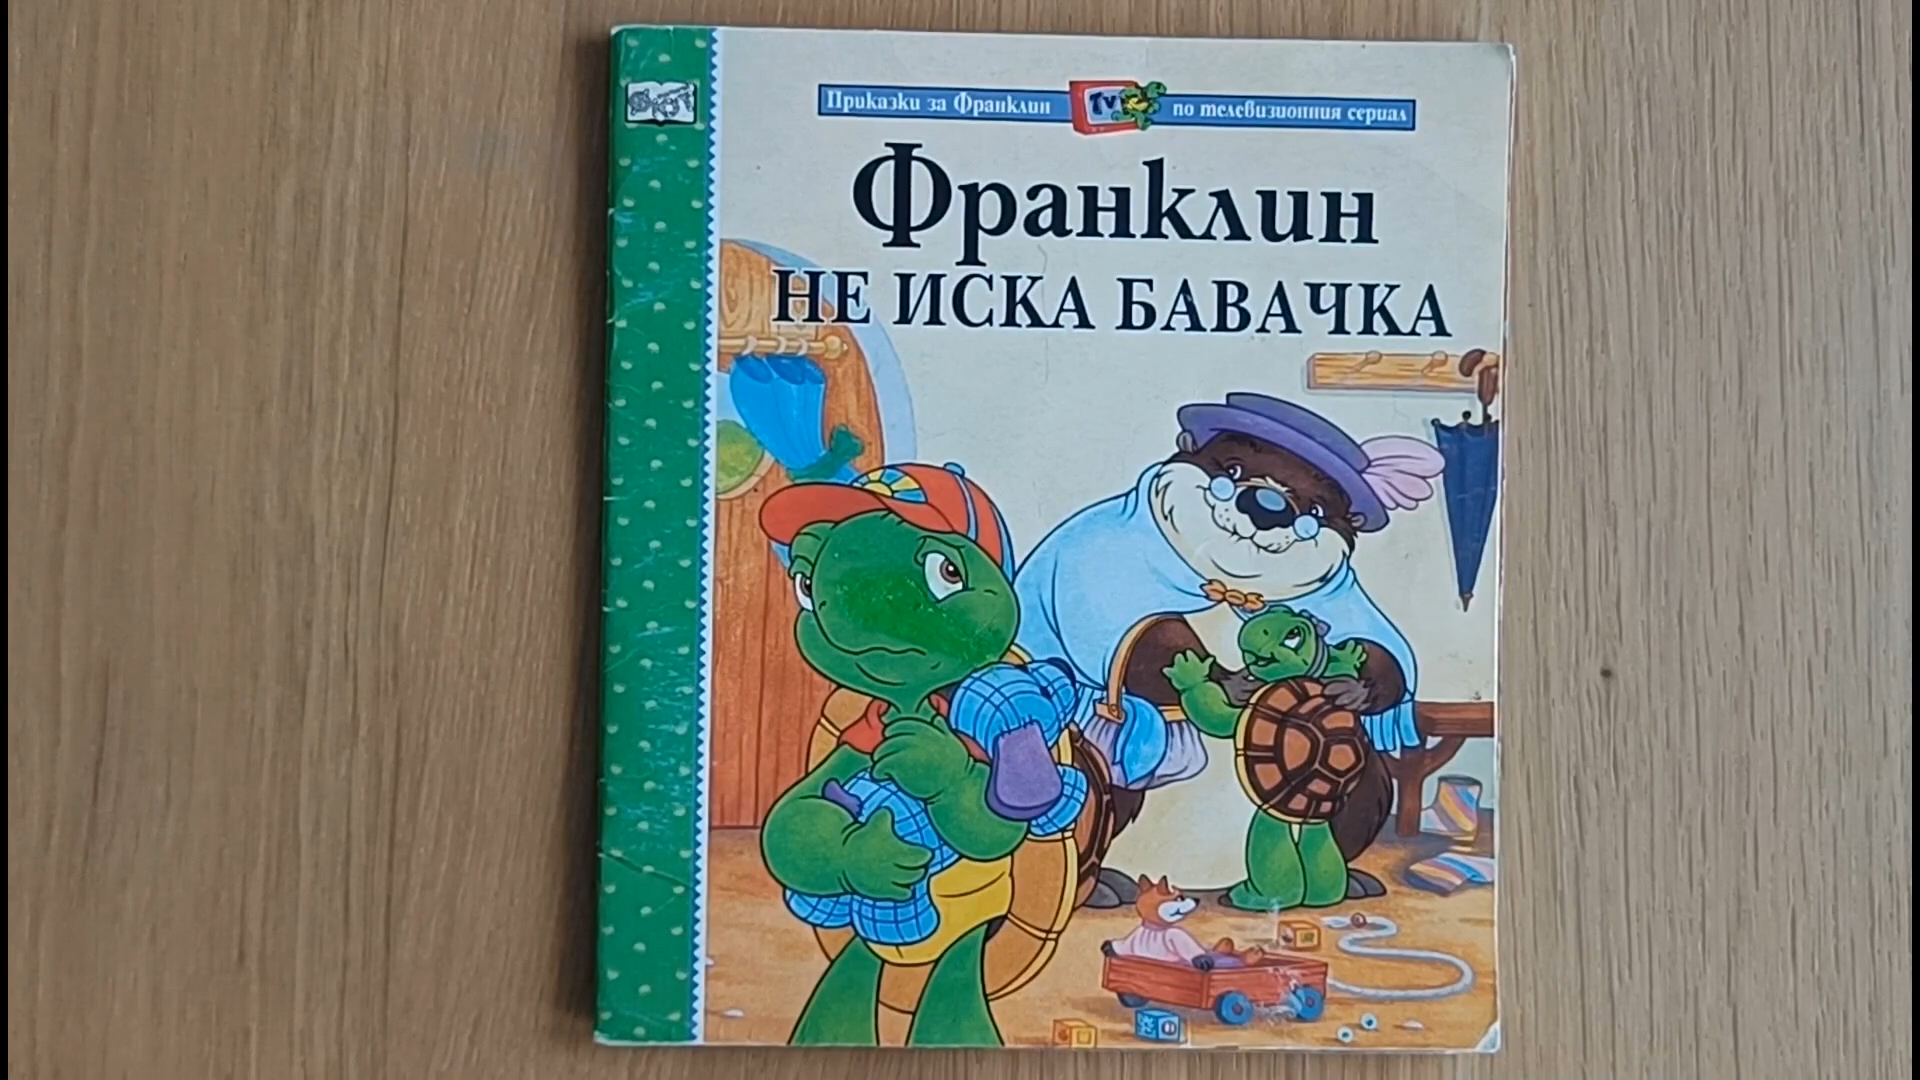 Приказки за Франклин TV по телевизионния сериал
Франклин
НЕ ИСКА БАВАЧКА